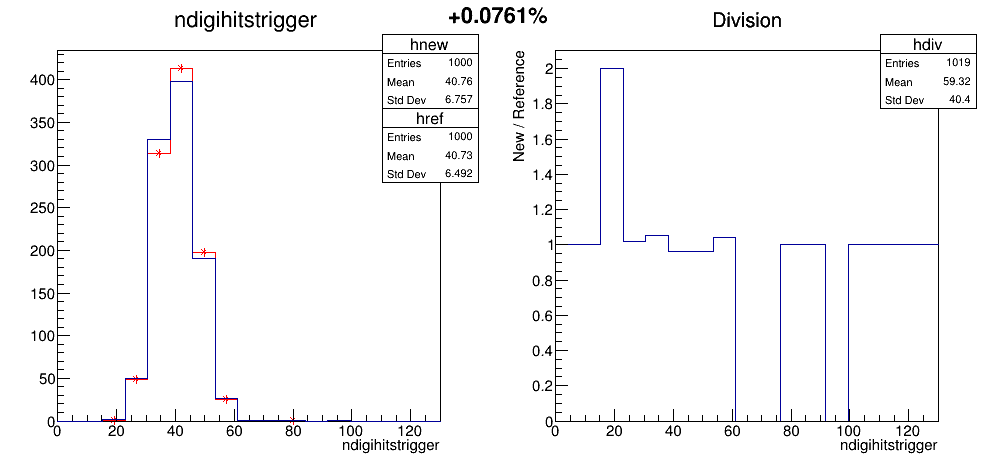 +0.0761%
ndigihitstrigger
hnew
Entries 1000
Mean 40.76
Std Dev 6.757
href
Entries 1000
Mean 40.73
Std Dev 6.492
400
350
300
250
200
150
100
50
0
0 20 40 60 80 100 120
ndigihitstrigger
Division
hdiv
Entries 1019
Mean 59.32
Std Dev 40.4
New / Reference
2
1.8
1.6
1.4
1.2
1
0.8
0.6
0.4
0.2
0
0 20 40 60 80 100 120
ndigihitstrigger